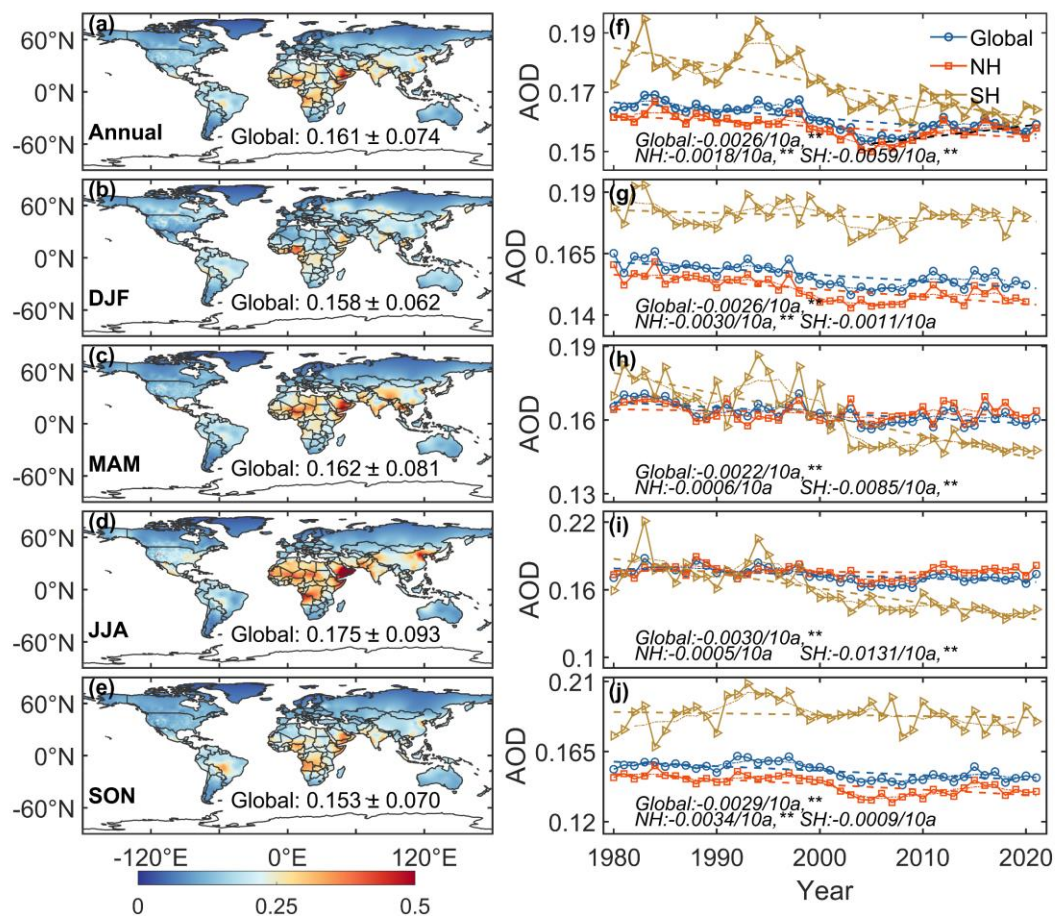 (a)
60°N
0°N
-60°N
Annual
Global: 0.161 ± 0.074
(b)
60°N
0°N
-60°N
DJF
Global: 0.158 ± 0.062
(c)
60°N
0°N
-60°N
MAM
Global: 0.162 ± 0.081
(d)
60°N
0°N
-60°N
JJA
Global: 0.175 ± 0.093
(e)
60°N
0°N
-60°N
SON
Global: 0.153 ± 0.070
-120°E 0°E 120°E
0 0.25 0.5
(f)
AOD
0.19
0.17
0.15
Global
NH
SH
Global:-0.0026/10a,**
NH:-0.0018/10a,** SH:-0.0059/10a,**
(g)
AOD
0.19
0.165
0.14
Global:-0.0026/10a,**
NH:-0.0030/10a,** SH:-0.0011/10a
(h)
AOD
0.19
0.16
0.13
Global:-0.0022/10a,**
NH:-0.0006/10a SH:-0.0085/10a,**
(i)
AOD
0.22
0.16
0.1
Global:-0.0030/10a,**
NH:-0.0005/10a SH:-0.0131/10a,**
(j)
AOD
0.21
0.165
0.12
Global:-0.0029/10a,**
NH:-0.0034/10a,** SH:-0.0009/10a
1980 1990 2000 2010 2020
Year